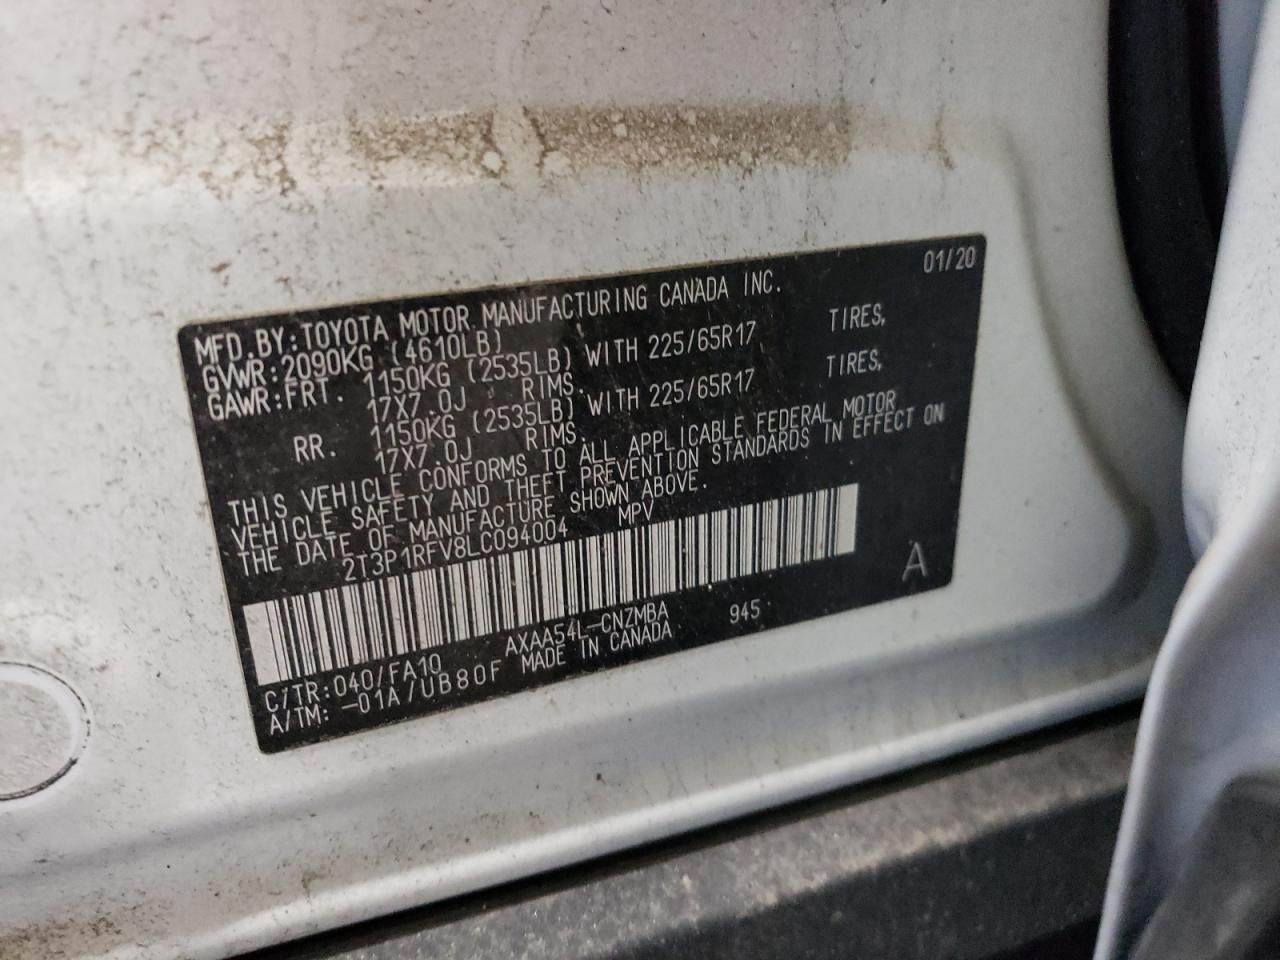 01/20
MFD.BY:TOYOTA MOTOR MANUFACTURING CANADA INC.
GVWR:2090KG (4610LB)
GAWR:FRT. 1150KG (2535LB) WITH 225/65R17 TIRES,
17X7.0J RIMS.
RR. 1150KG (2535LB) WITH 225/65R17 TIRES,
17X7.0J RIMS.
THIS VEHICLE CONFORMS TO ALL APPLICABLE FEDERAL MOTOR
VEHICLE SAFETY AND THEFT PREVENTION STANDARDS IN EFFECT ON
THE DATE OF MANUFACTURE SHOWN ABOVE.
2T3P1RFV8LC094004 MPV
A
C/TR:040/FA10 AXAA54L-CNZMBA 945
A/TM: -01A/UB80F MADE IN CANADA